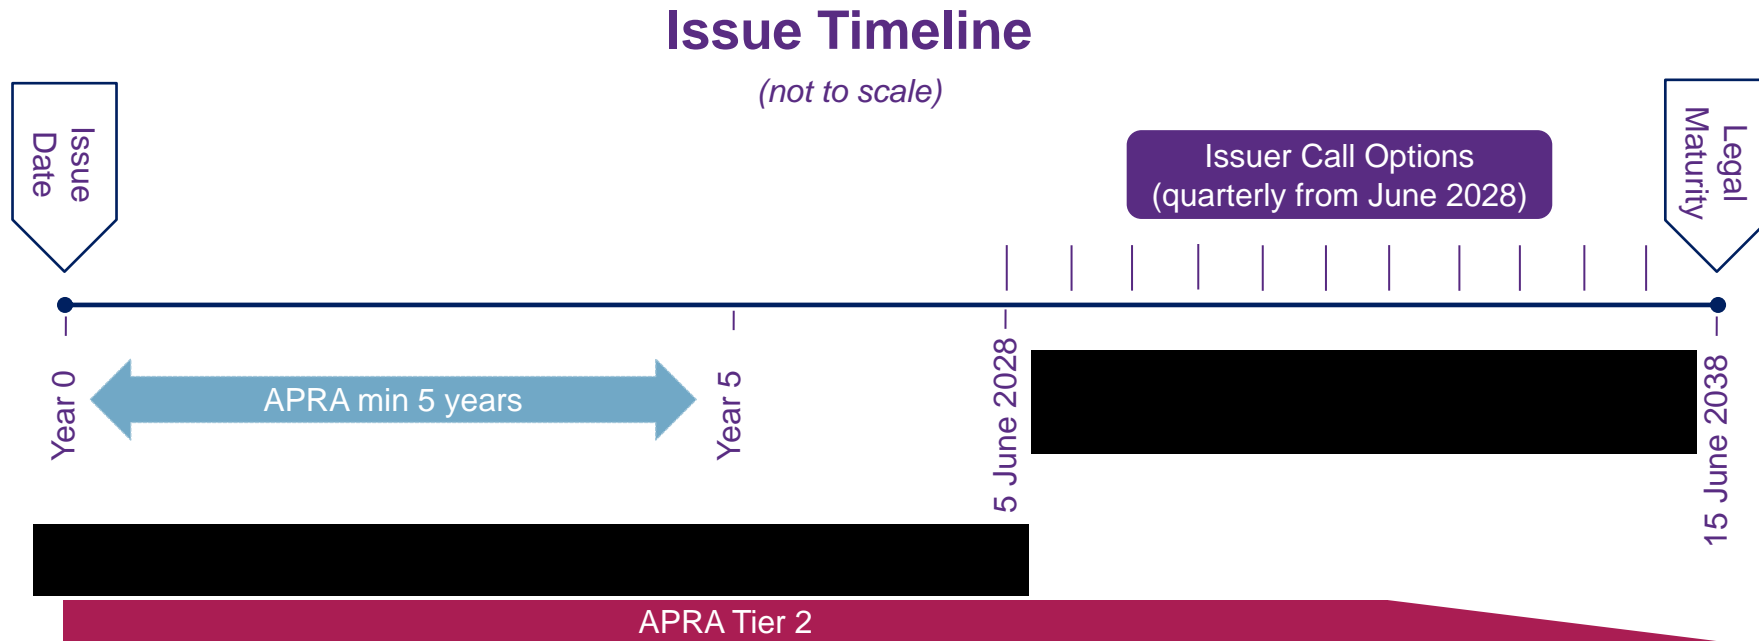 Issue Timeline
(not to scale)
Issue
Date
Issuer Call Options
(quarterly from June 2028)
Legal
Maturity
Year 0
APRA min 5 years
Year 5
5 June 2028
15 June 2038
APRA Tier 2